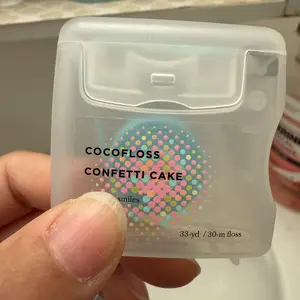 COCOFLOSS
CONFETTI CAKE
smiles
33-yd / 30-m floss